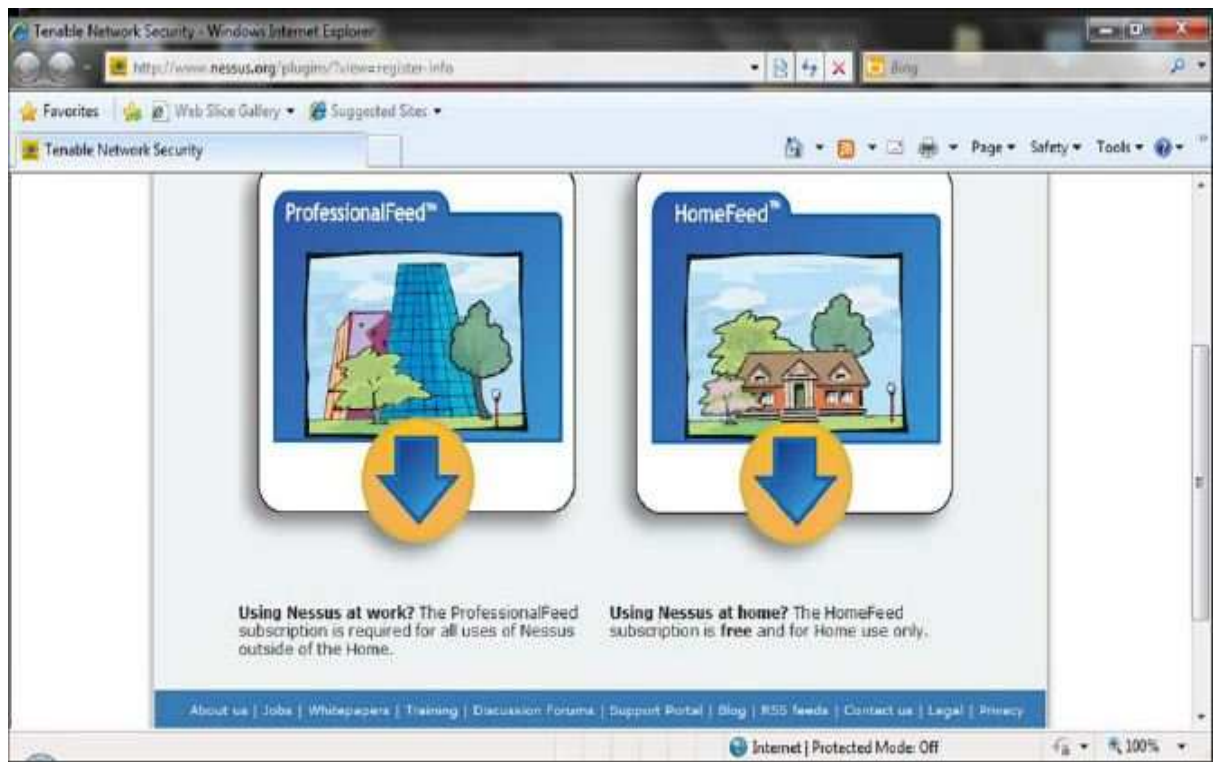 Tenable Network Security - Windows Internet Explorer
http://www.nessus.org/plugins/?view=register-info
Bing
Favorites Web Slice Gallery Suggested Sites
Tenable Network Security Page Safety Tools
ProfessionalFeed™ HomeFeed™
Using Nessus at work? The ProfessionalFeed
subscription is required for all uses of Nessus
outside of the Home.
Using Nessus at home? The HomeFeed
subscription is free and for Home use only.
About us | Jobs | Whitepapers | Training | Discussion Forums | Support Portal | Blog | RSS feeds | Contact us | Legal | Privacy
Internet | Protected Mode: Off 100%